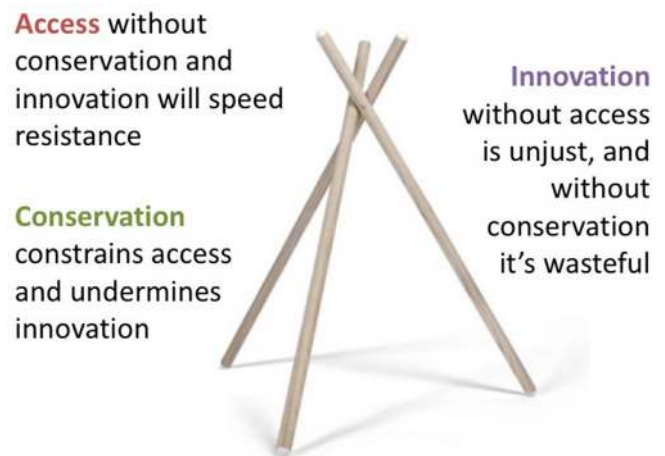 Access without
conservation and
innovation will speed
resistance
Conservation
constrains access
and undermines
innovation
Innovation
without access
is unjust, and
without
conservation
it's wasteful